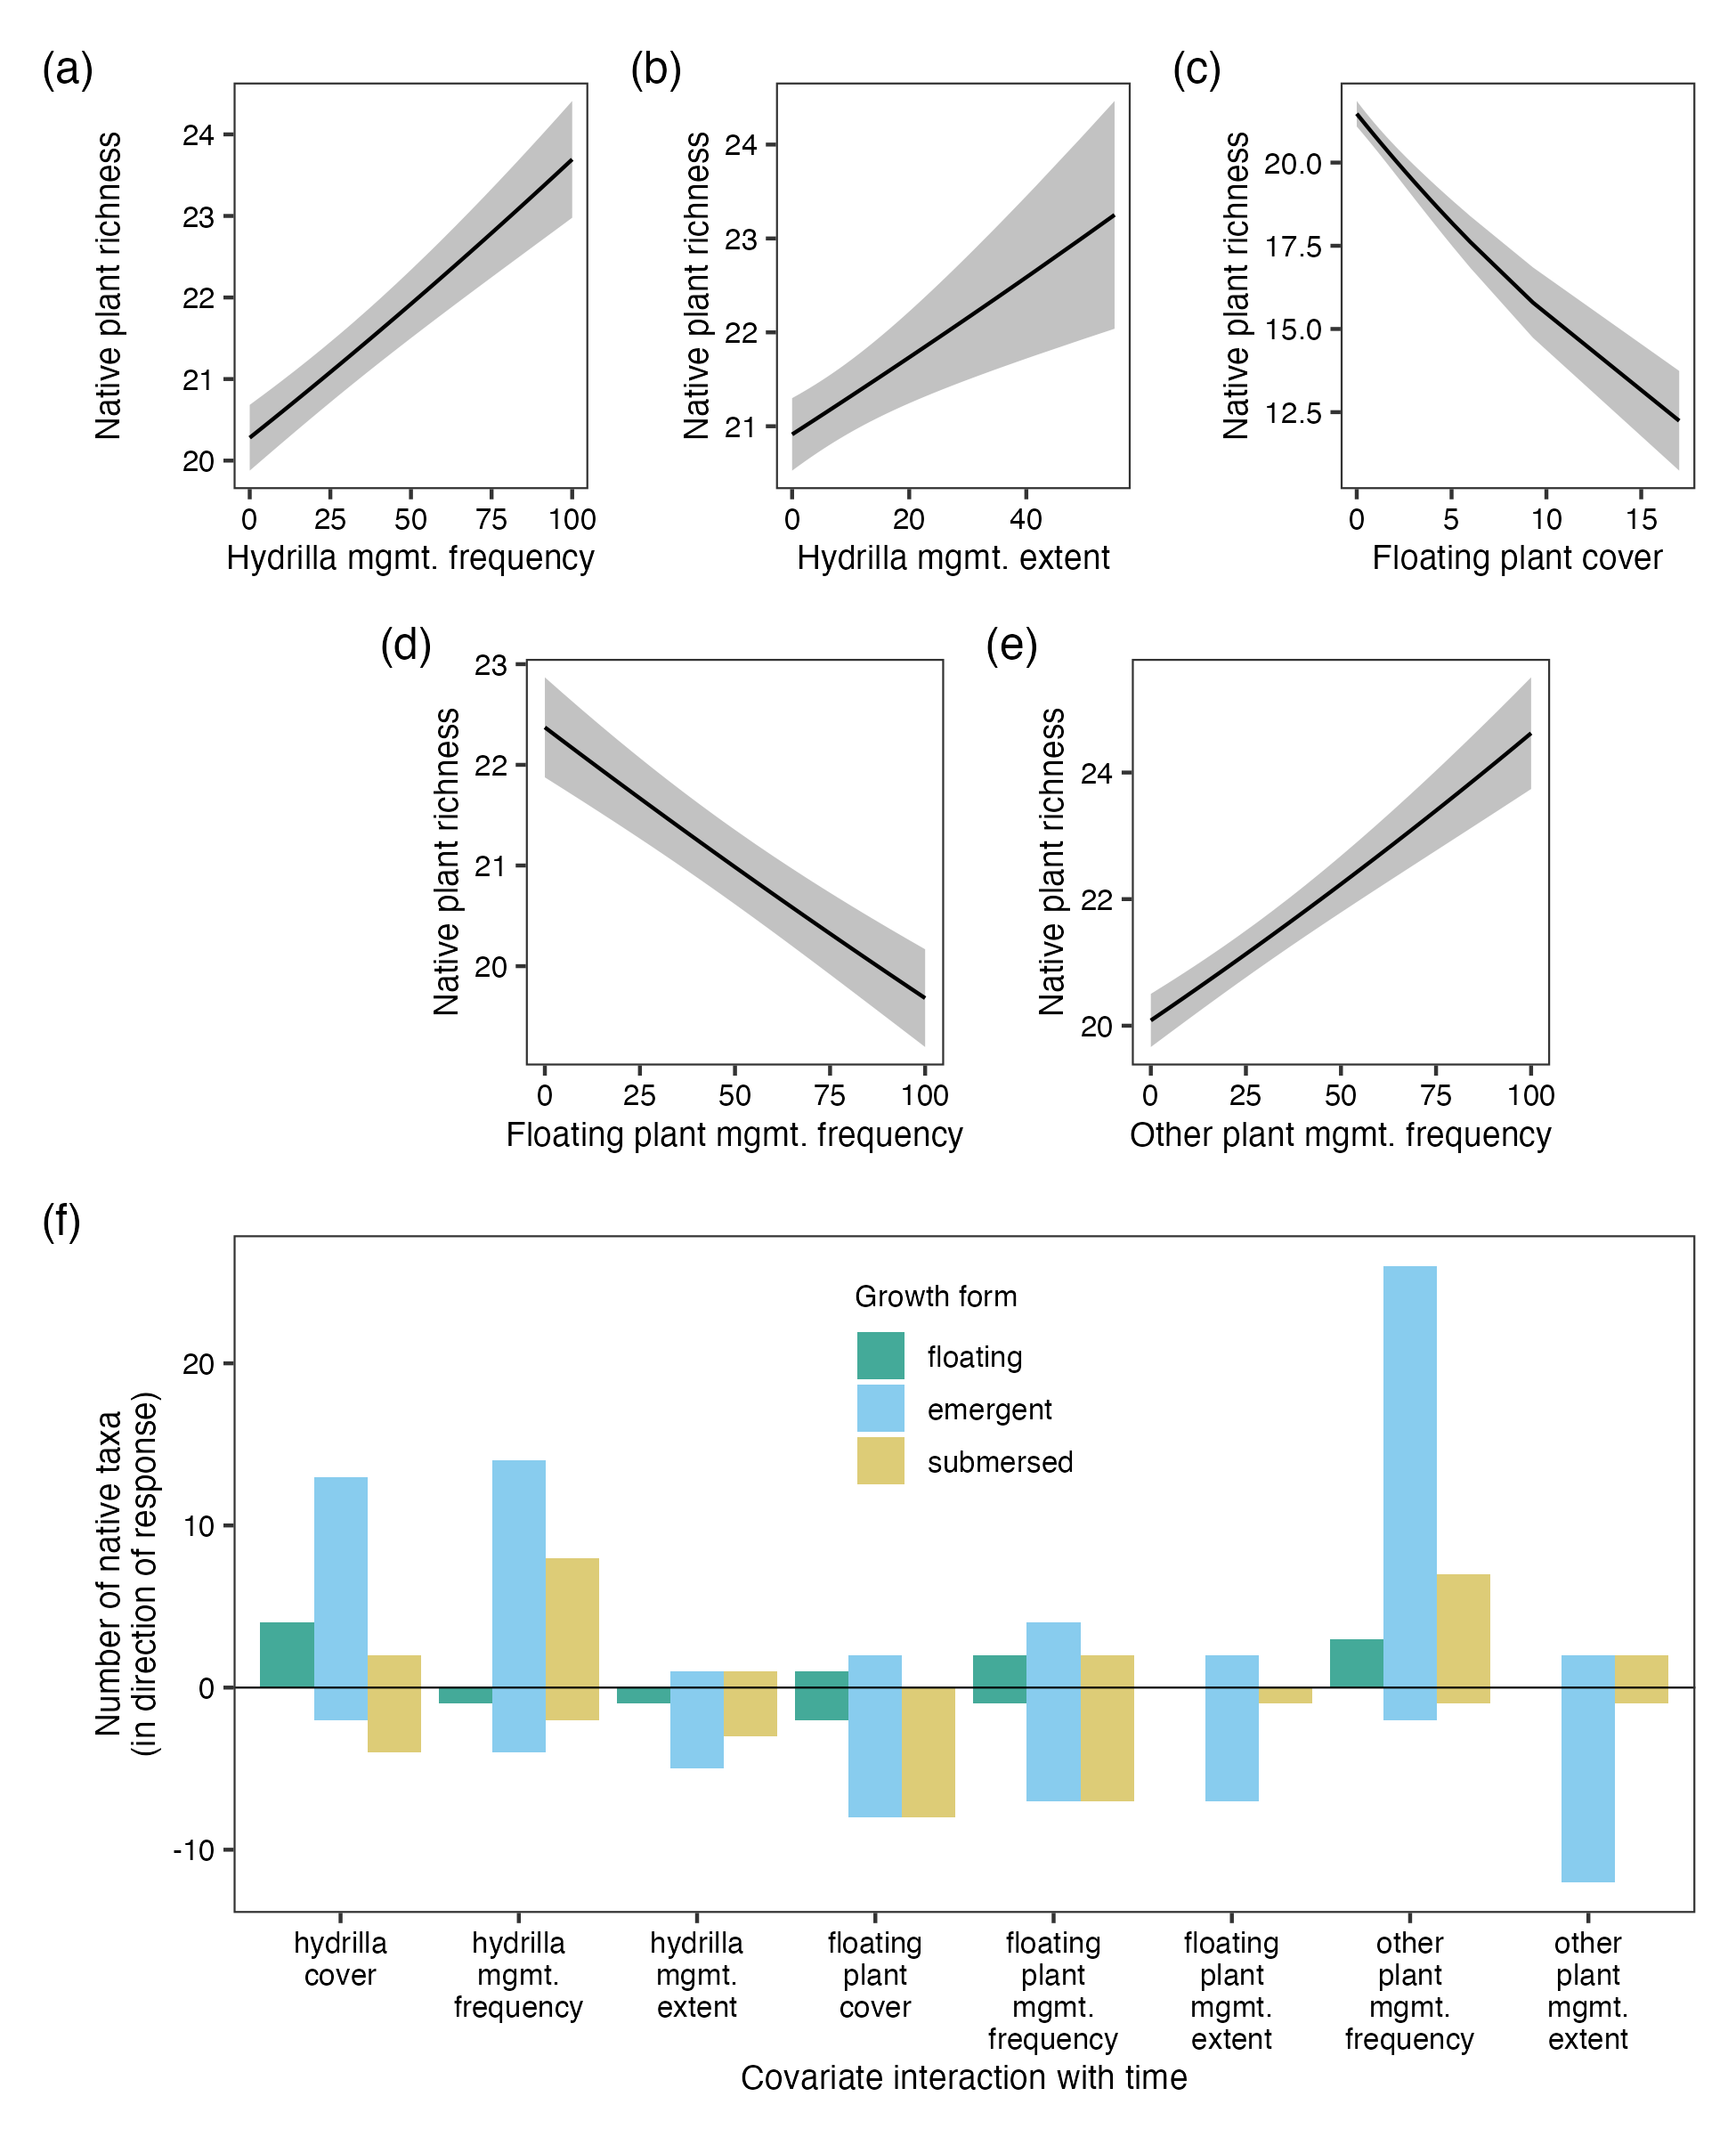 (a)
Native plant richness
24
23
22
21
20
0 25 50 75 100
Hydrilla mgmt. frequency
(b)
Native plant richness
24
23
22
21
0 20 40
Hydrilla mgmt. extent
(c)
Native plant richness
20.0
17.5
15.0
12.5
0 5 10 15
Floating plant cover
(d)
Native plant richness
23
22
21
20
0 25 50 75 100
Floating plant mgmt. frequency
(e)
Native plant richness
24
22
20
0 25 50 75 100
Other plant mgmt. frequency
(f)
Number of native taxa
(in direction of response)
20
10
0
-10
Growth form
floating
emergent
submersed
hydrilla
cover
hydrilla
mgmt.
frequency
hydrilla
mgmt.
extent
floating
plant
cover
floating
plant
mgmt.
frequency
floating
plant
mgmt.
extent
other
plant
mgmt.
frequency
other
plant
mgmt.
extent
Covariate interaction with time